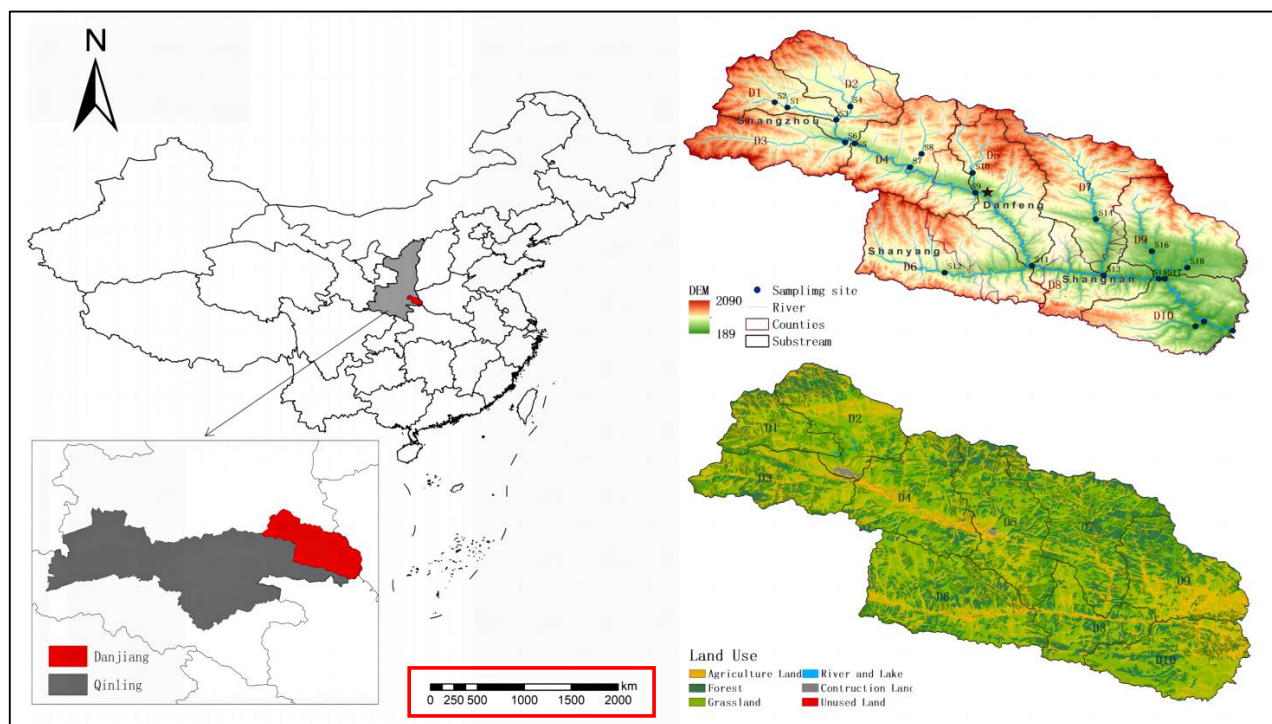 N
Danjiang
Qinling
km
0 250 500 1000 1500 2000
D1
S2
S1
D2
S4
Shangzhou
S3
D3
S6
S5
D4
S8
S7
D5
S10
S9
Danfeng
D7
S14
Shanyang
D6
S12
S11
D9
S16
S18
S13
Shangnan
S15
S17
D8
D10
DEM
2090
189
Samplimg site
River
Counties
Substream
D1
D2
D3
D4
D5
D7
D6
D9
D8
D10
Land Use
Agriculture Land
River and Lake
Forest
Contruction Land
Grassland
Unused Land